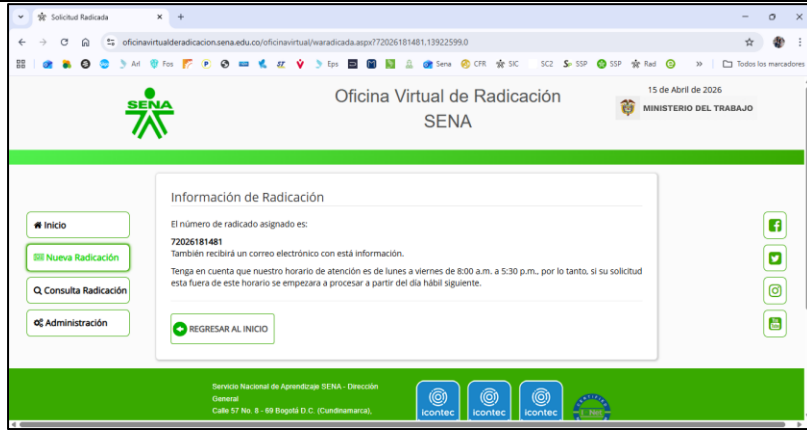 Solicitud Radicada
oficinavirtualderadicacion.sena.edu.co/oficinavirtual/waradicada.aspx?72026181481,13922599.0
Arl
Fos
Eps
Sena
CFR
SIC
SC2
SSP
SSP
Rad
Todos los marcadores
SENA
Oficina Virtual de Radicación
SENA
15 de Abril de 2026
MINISTERIO DEL TRABAJO
Información de Radicación
El número de radicado asignado es:
72026181481
También recibirá un correo electrónico con está información.
Tenga en cuenta que nuestro horario de atención es de lunes a viernes de 8:00 a.m. a 5:30 p.m., por lo tanto, si su solicitud
esta fuera de este horario se empezara a procesar a partir del día hábil siguiente.
REGRESAR AL INICIO
Inicio
Nueva Radicación
Consulta Radicación
Administración
Servicio Nacional de Aprendizaje SENA - Dirección
General
Calle 57 No. 8 - 69 Bogotá D.C. (Cundinamarca),
icontec
icontec
icontec